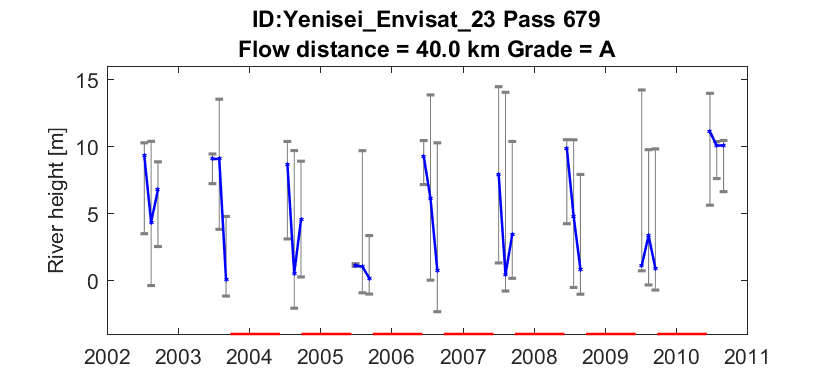 ID:Yenisei_Envisat_23 Pass 679
Flow distance = 40.0 km Grade = A
River height [m]
15
10
5
0
2002 2003 2004 2005 2006 2007 2008 2009 2010 2011